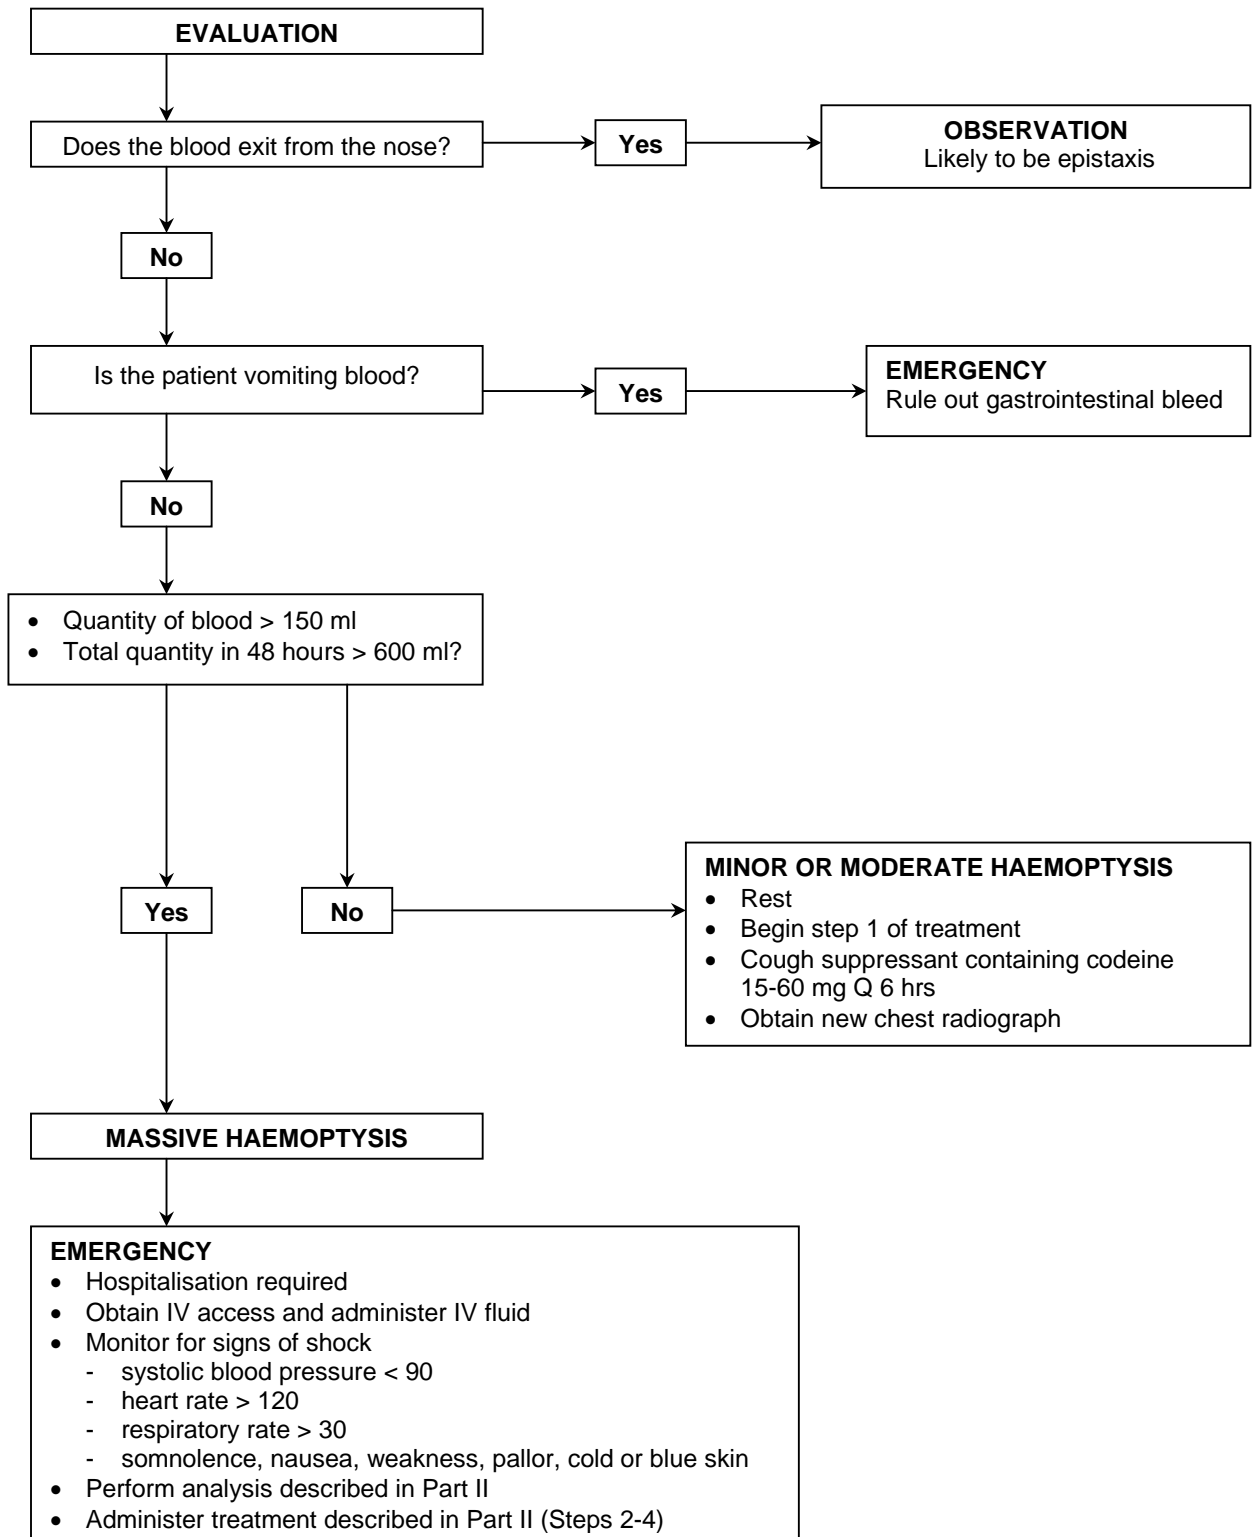 EVALUATION
Does the blood exit from the nose?
Yes
OBSERVATION
Likely to be epistaxis
No
Is the patient vomiting blood?
Yes
EMERGENCY
Rule out gastrointestinal bleed
No
• Quantity of blood > 150 ml
• Total quantity in 48 hours > 600 ml?
Yes
No
MINOR OR MODERATE HAEMOPTYSIS
• Rest
• Begin step 1 of treatment
• Cough suppressant containing codeine
15-60 mg Q 6 hrs
• Obtain new chest radiograph
MASSIVE HAEMOPTYSIS
EMERGENCY
• Hospitalisation required
• Obtain IV access and administer IV fluid
• Monitor for signs of shock
- systolic blood pressure < 90
- heart rate > 120
- respiratory rate > 30
- somnolence, nausea, weakness, pallor, cold or blue skin
• Perform analysis described in Part II
• Administer treatment described in Part II (Steps 2-4)